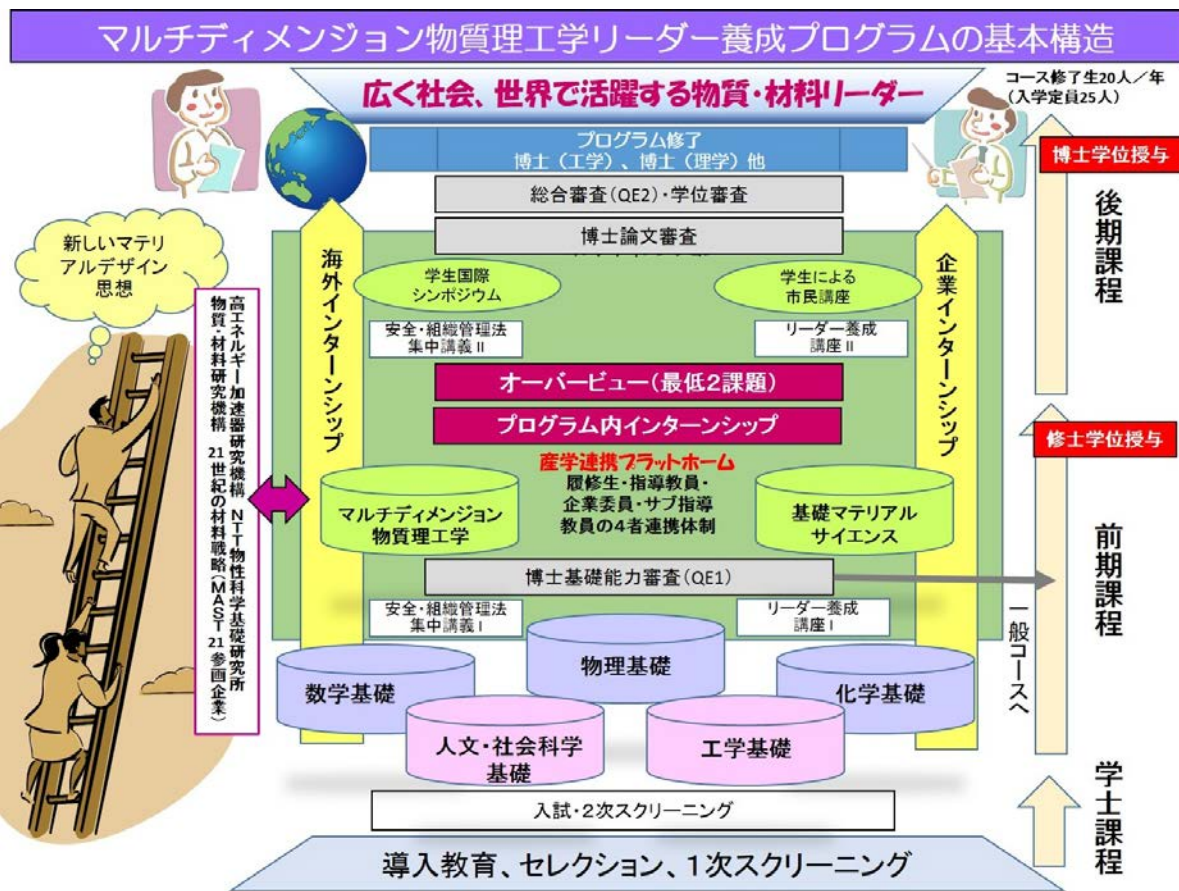 マルチディメンジョン物質理工学リーダー養成プログラムの基本構造
広く社会、世界で活躍する物質・材料リーダー
コース修了生20人／年
(入学定員25人)
プログラム修了
博士（工学）、博士（理学）他
博士学位授与
総合審査(QE2)・学位審査
博士論文審査
後期課程
新しいマテリ
アルデザイン
思想
海外インターンシップ
企業インターンシップ
学生国際
シンポジウム
学生による
市民講座
安全・組織管理法
集中講義Ⅱ
リーダー養成
講座Ⅱ
オーバービュー(最低2課題)
プログラム内インターンシップ
修士学位授与
高エネルギー加速器研究機構 NTT物性科学基礎研究所
物質・材料研究機構 21世紀の材料戦略(MAST21参画企業)
産学連携プラットホーム
履修生・指導教員・
企業委員・サブ指導
教員の4者連携体制
マルチディメンジョン
物質理工学
基礎マテリアル
サイエンス
前期課程
博士基礎能力審査(QE1)
安全・組織管理法
集中講義Ⅰ
リーダー養成
講座Ⅰ
一般コースへ
物理基礎
数学基礎
化学基礎
人文・社会科学
基礎
工学基礎
学士課程
入試・2次スクリーニング
導入教育、セレクション、1次スクリーニング